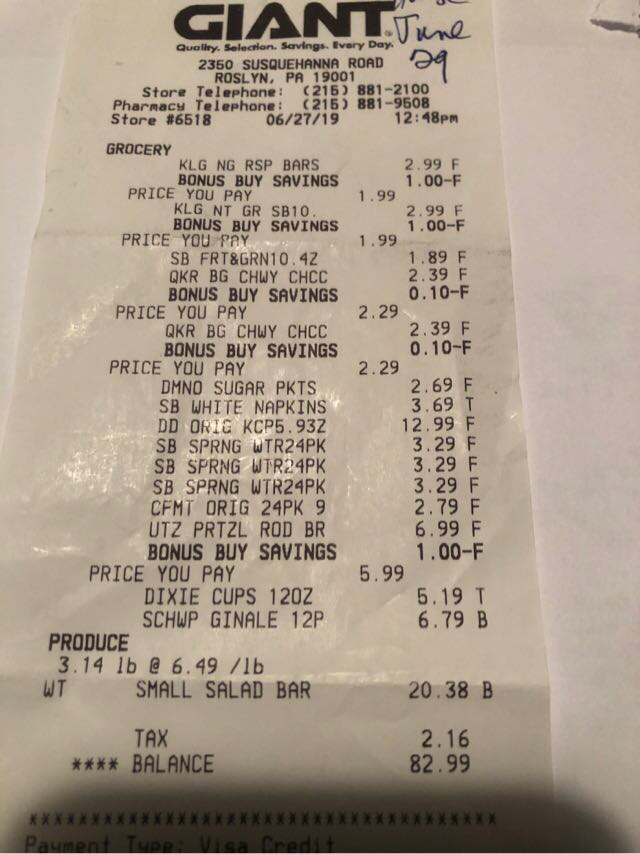 GIANT
June
Quality. Selection. Savings. Every Day.
29
2350 SUSQUEHANNA ROAD
ROSLYN, PA 19001
Store Telephone: (215) 881-2100
Pharmacy Telephone: (215) 881-9508
Store #6518 06/27/19 12:48pm
GROCERY
KLG NG RSP BARS 2.99 F
BONUS BUY SAVINGS 1.00-F
PRICE YOU PAY 1.99
KLG NT GR SB10. 2.99 F
BONUS BUY SAVINGS 1.00-F
PRICE YOU PAY 1.99
SB FRT&GRN10.4Z 1.89 F
QKR BG CHWY CHCC 2.39 F
BONUS BUY SAVINGS 0.10-F
PRICE YOU PAY 2.29
QKR BG CHWY CHCC 2.39 F
BONUS BUY SAVINGS 0.10-F
PRICE YOU PAY 2.29
DMNO SUGAR PKTS 2.69 F
SB WHITE NAPKINS 3.69 T
DD ORIG KCP5.93Z 12.99 F
SB SPRNG WTR24PK 3.29 F
SB SPRNG WTR24PK 3.29 F
SB SPRNG WTR24PK 3.29 F
CFMT ORIG 24PK 9 2.79 F
UTZ PRTZL ROD BR 6.99 F
BONUS BUY SAVINGS 1.00-F
PRICE YOU PAY 5.99
DIXIE CUPS 12OZ 5.19 T
SCHWP GINALE 12P 6.79 B
PRODUCE
3.14 lb @ 6.49 /lb
WT SMALL SALAD BAR 20.38 B
TAX 2.16
**** BALANCE 82.99
Payment Type: Visa Credit